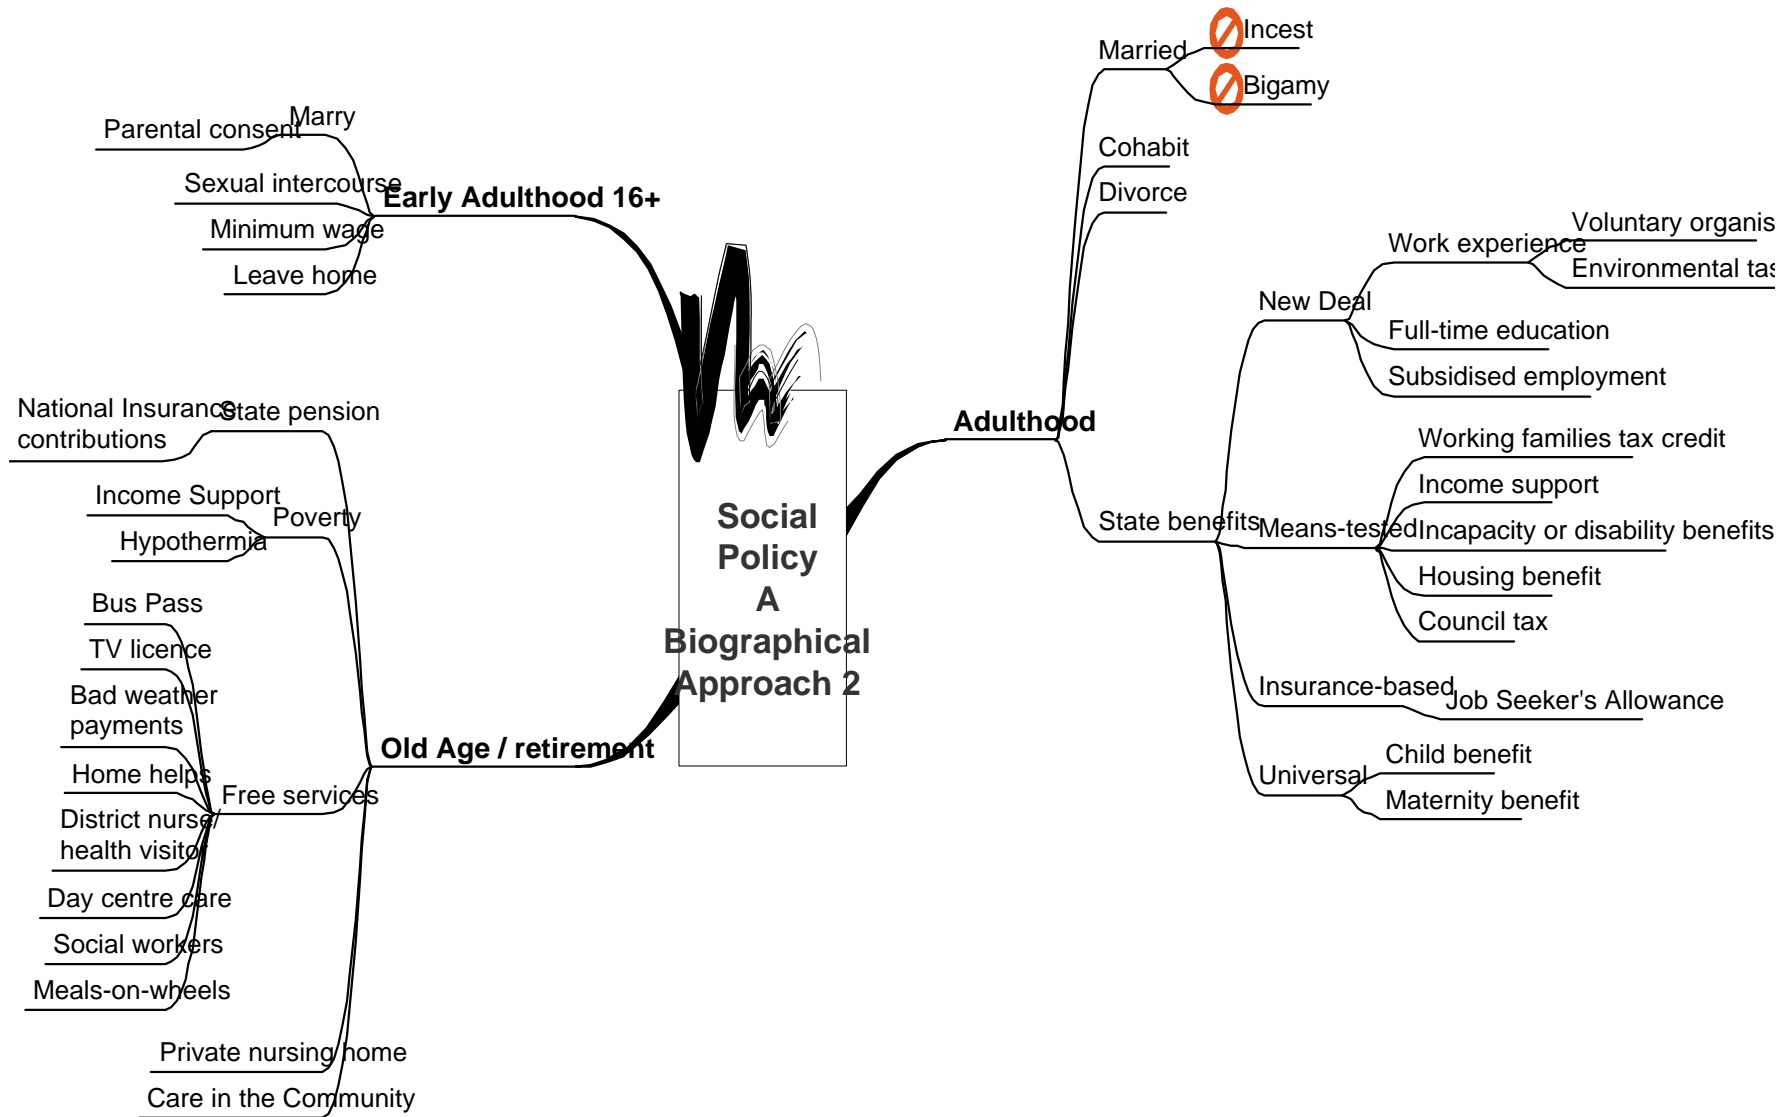 Social
Policy
A
Biographical
Approach 2
Early Adulthood 16+
Marry
Parental consent
Sexual intercourse
Minimum wage
Leave home
Adulthood
Married
Incest
Bigamy
Cohabit
Divorce
State benefits
New Deal
Work experience
Voluntary organis
Environmental tas
Full-time education
Subsidised employment
Means-tested
Working families tax credit
Income support
Incapacity or disability benefits
Housing benefit
Council tax
Insurance-based
Job Seeker's Allowance
Universal
Child benefit
Maternity benefit
Old Age / retirement
State pension
National Insurance
contributions
Poverty
Income Support
Hypothermia
Free services
Bus Pass
TV licence
Bad weather
payments
Home helps
District nurse/
health visitor
Day centre care
Social workers
Meals-on-wheels
Private nursing home
Care in the Community